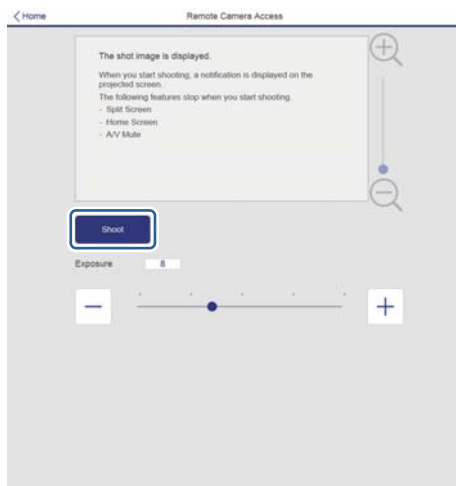 < Home
Remote Camera Access
The shot image is displayed.
When you start shooting, a notification is displayed on the
projected screen.
The following features stop when you start shooting.
- Split Screen
- Home Screen
- A/V Mute
Shoot
Exposure 8